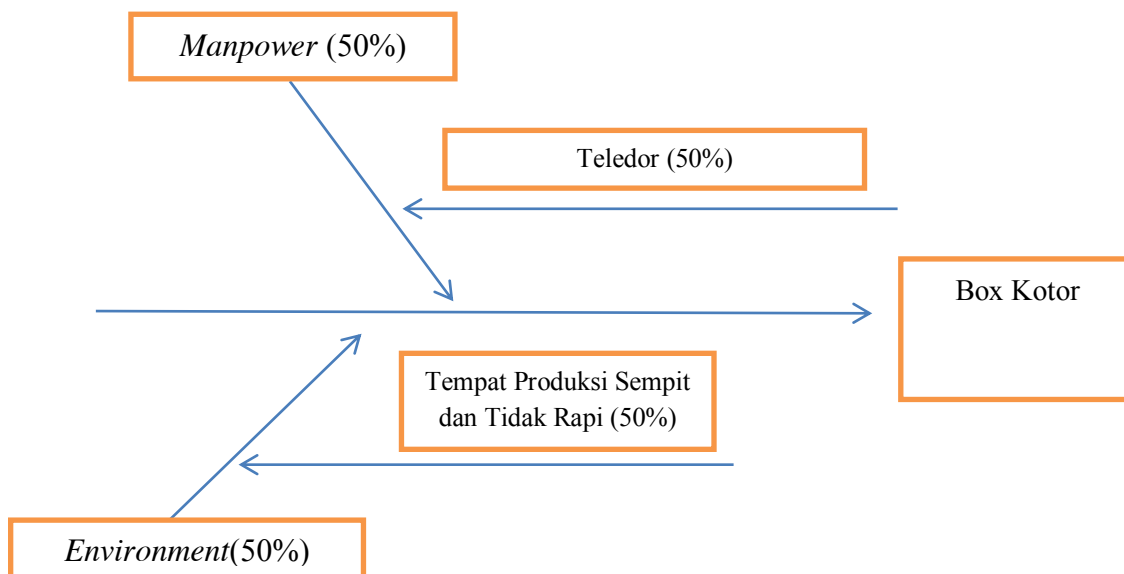 Manpower (50%)
Teledor (50%)
Box Kotor
Tempat Produksi Sempit
dan Tidak Rapi (50%)
Environment(50%)